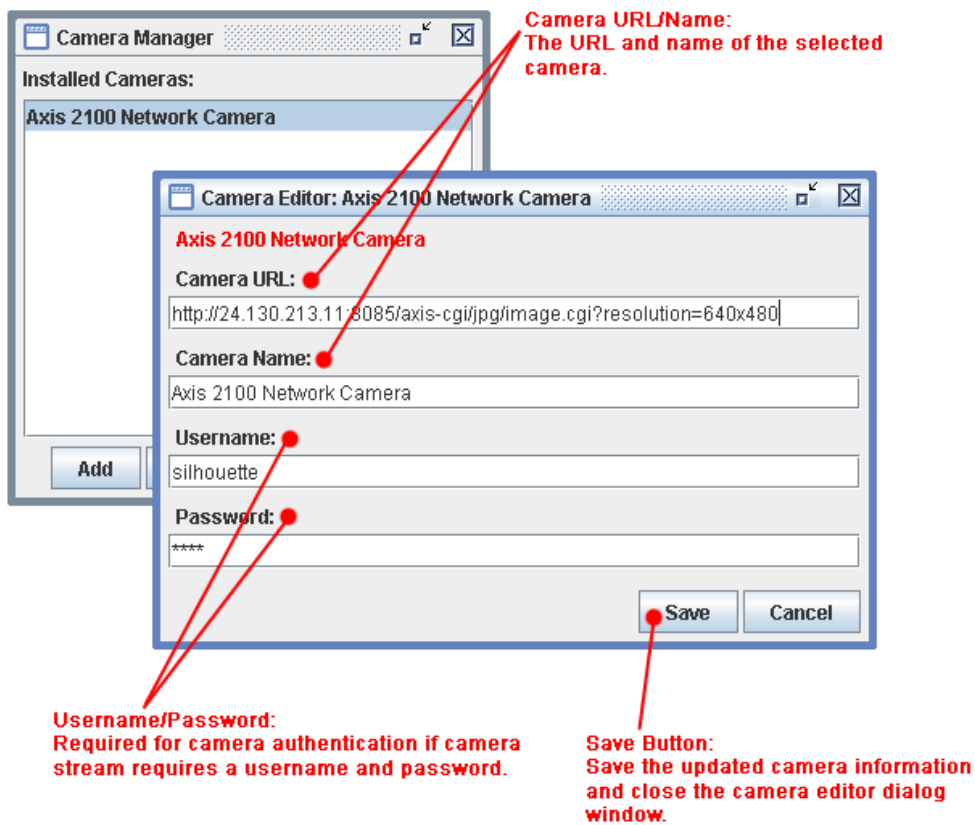 Camera URL/Name:
The URL and name of the selected
camera.
Camera Manager
Installed Cameras:
Axis 2100 Network Camera
Camera Editor: Axis 2100 Network Camera
Axis 2100 Network Camera
Camera URL:
http://24.130.213.11:8085/axis-cgi/jpg/image.cgi?resolution=640x480
Camera Name:
Axis 2100 Network Camera
Username:
silhouette
Password:
****
Add
Save Cancel
Username/Password:
Required for camera authentication if camera
stream requires a username and password.
Save Button:
Save the updated camera information
and close the camera editor dialog
window.